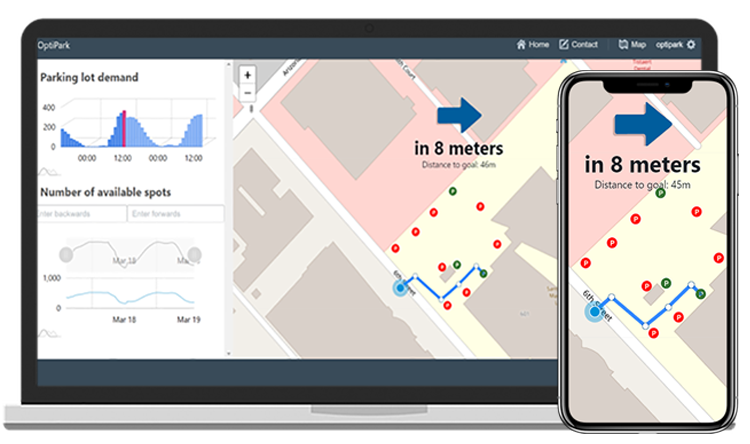 OptiPark
Home
Contact
Map
optipark
Parking lot demand
400
200
0
00:00
12:00
00:00
12:00
Number of available spots
Enter backwards
Enter forwards
Mar 18
1,000
0
Mar 18
Mar 19
+
−
Court
in 8 meters
Distance to goal: 46m
P
P
P
P
P
P
P
P
P
P
P
6th Street
in 8 meters
Distance to goal: 45m
P
P
P
P
P
P
P
P
P
P
P
6th Street